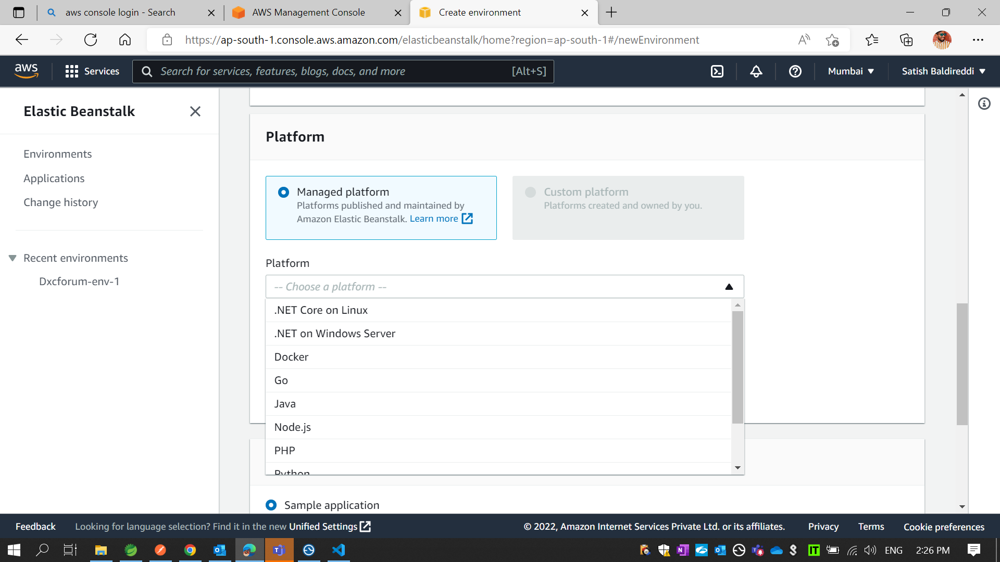 aws console login - Search
AWS Management Console
Create environment
https://ap-south-1.console.aws.amazon.com/elasticbeanstalk/home?region=ap-south-1#/newEnvironment
aws
Services
Search for services, features, blogs, docs, and more
[Alt+S]
Mumbai
Satish Baldireddi
Elastic Beanstalk
Environments
Applications
Change history
Recent environments
Dxcforum-env-1
Platform
Managed platform
Platforms published and maintained by
Amazon Elastic Beanstalk. Learn more
Custom platform
Platforms created and owned by you.
Platform
-- Choose a platform --
.NET Core on Linux
.NET on Windows Server
Docker
Go
Java
Node.js
PHP
Python
Sample application
Feedback
Looking for language selection? Find it in the new Unified Settings
© 2022, Amazon Internet Services Private Ltd. or its affiliates.
Privacy
Terms
Cookie preferences
ENG
2:26 PM